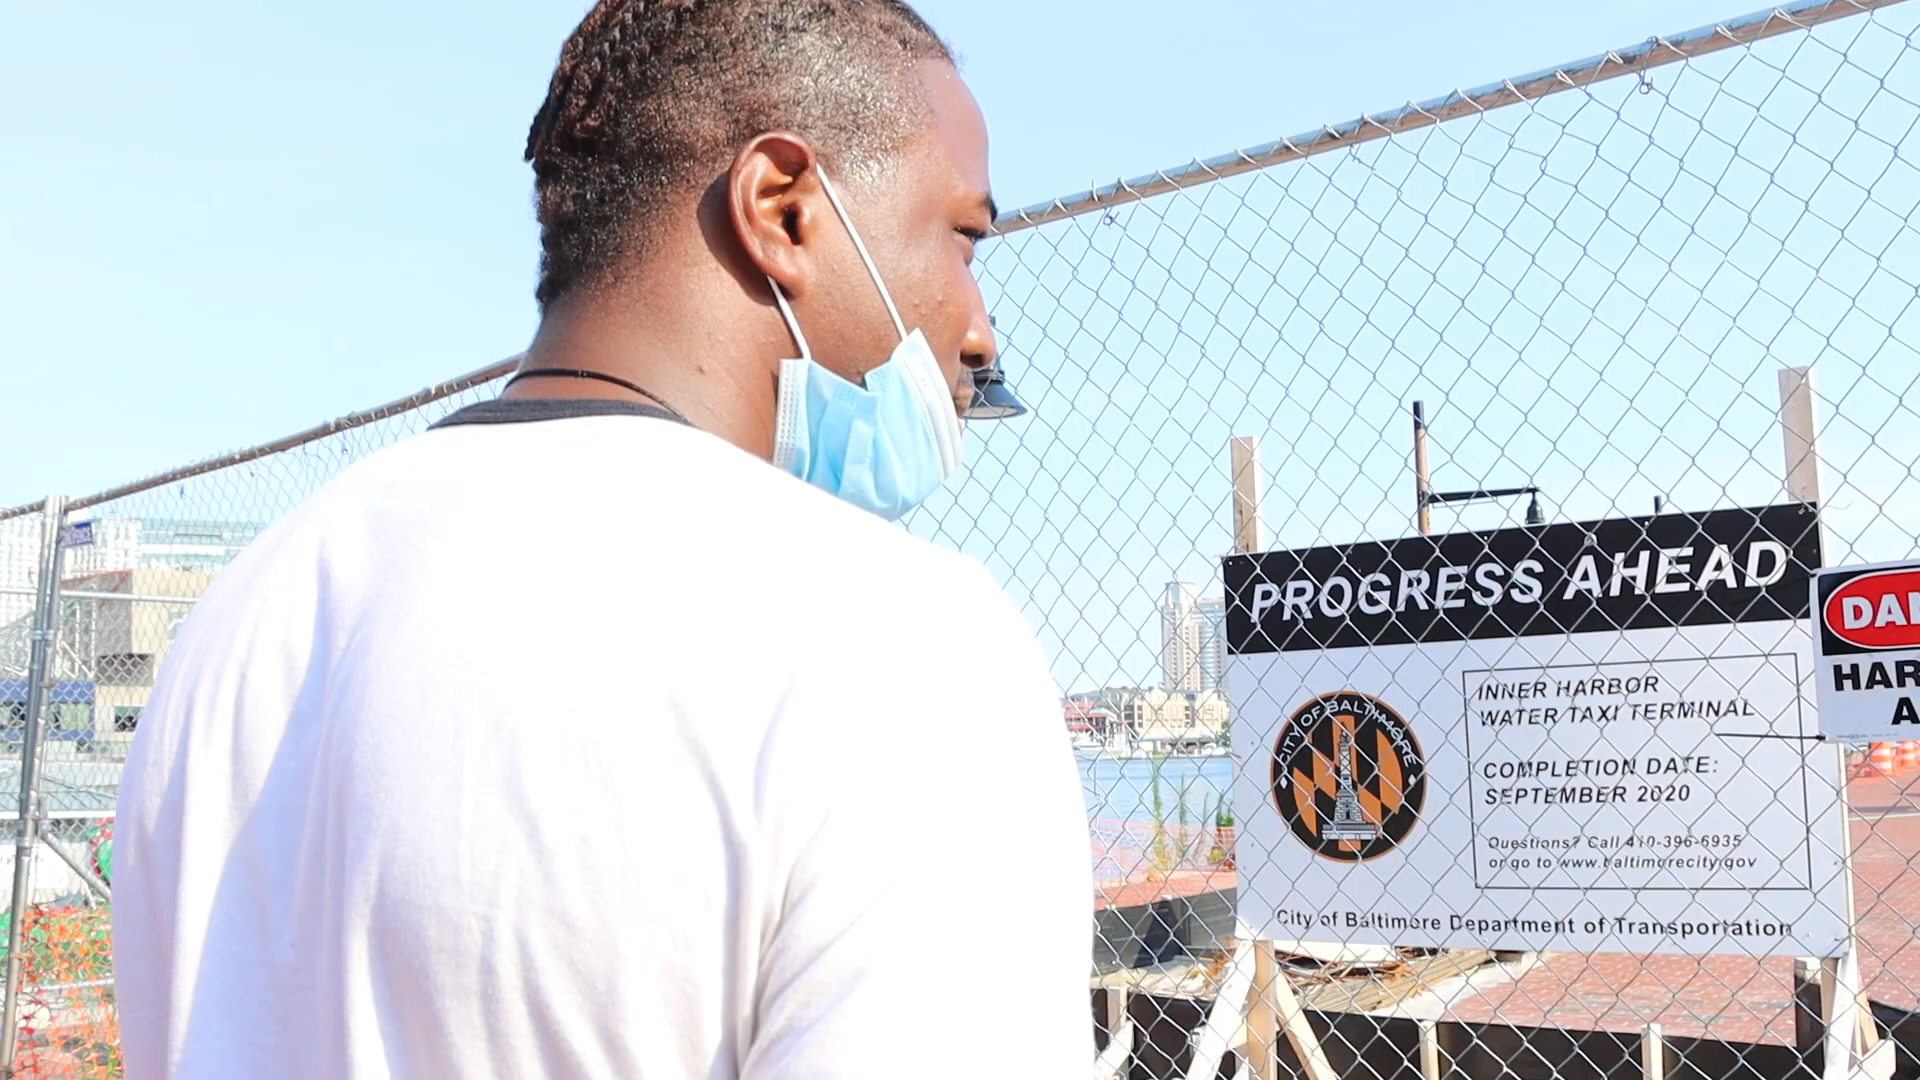 PROGRESS AHEAD
CITY OF BALTIMORE
INNER HARBOR
WATER TAXI TERMINAL
COMPLETION DATE:
SEPTEMBER 2020
Questions? Call 410-396-6935
or go to www.baltimorecity.gov
City of Baltimore Department of Transportation
DAN
HAR
A